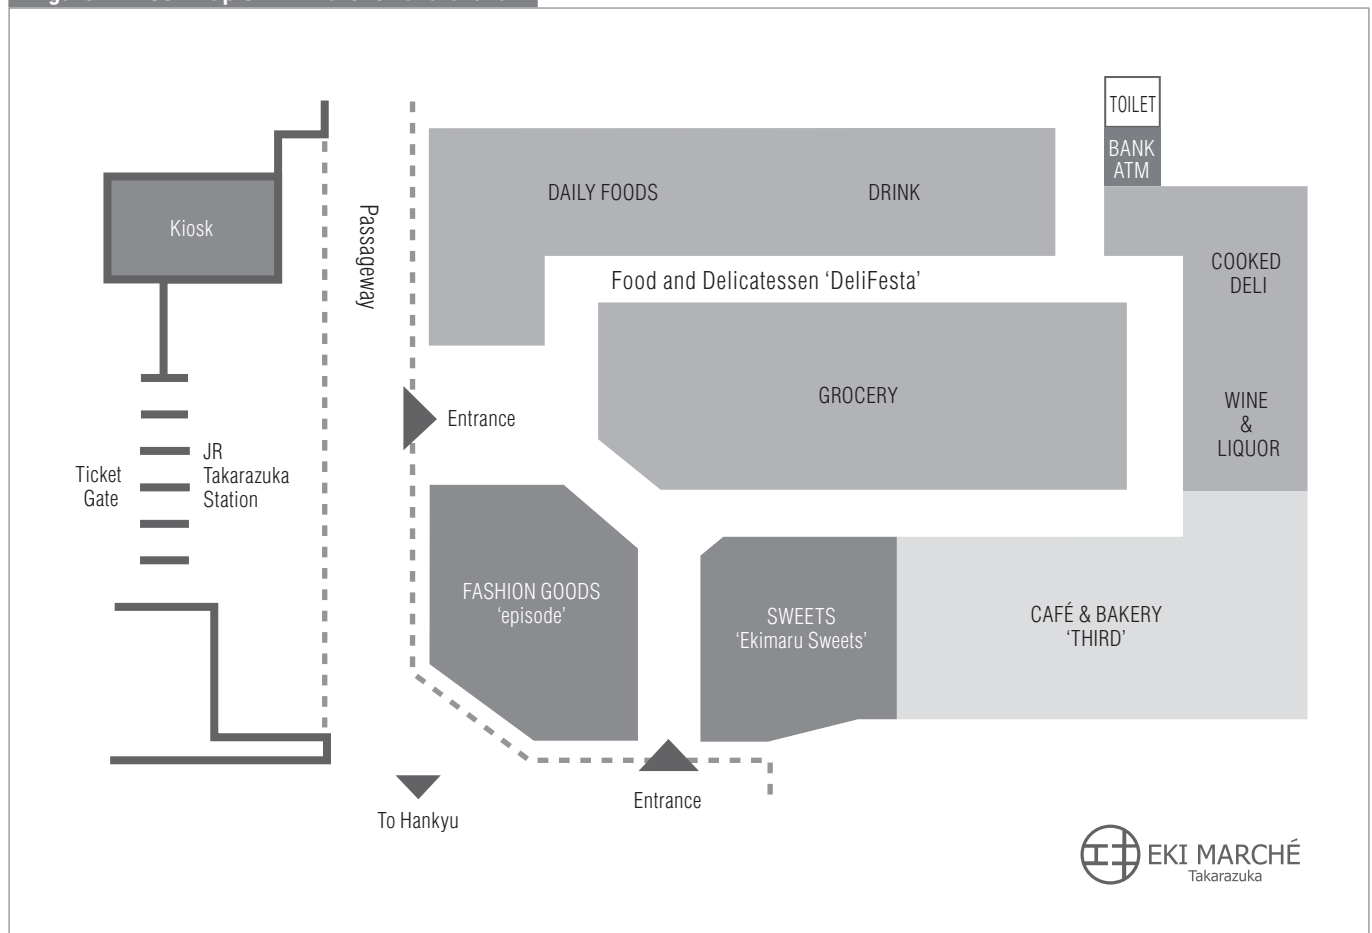 TOILET
BANK
ATM
DAILY FOODS
DRINK
Kiosk
Passageway
COOKED
DELI
Food and Delicatessen ‘DeliFesta’
GROCERY
WINE
&
LIQUOR
Entrance
Ticket
Gate
JR
Takarazuka
Station
FASHION GOODS
‘episode’
SWEETS
‘Ekimaru Sweets’
CAFÉ & BAKERY
‘THIRD’
Entrance
To Hankyu
EKI MARCHÉ
Takarazuka